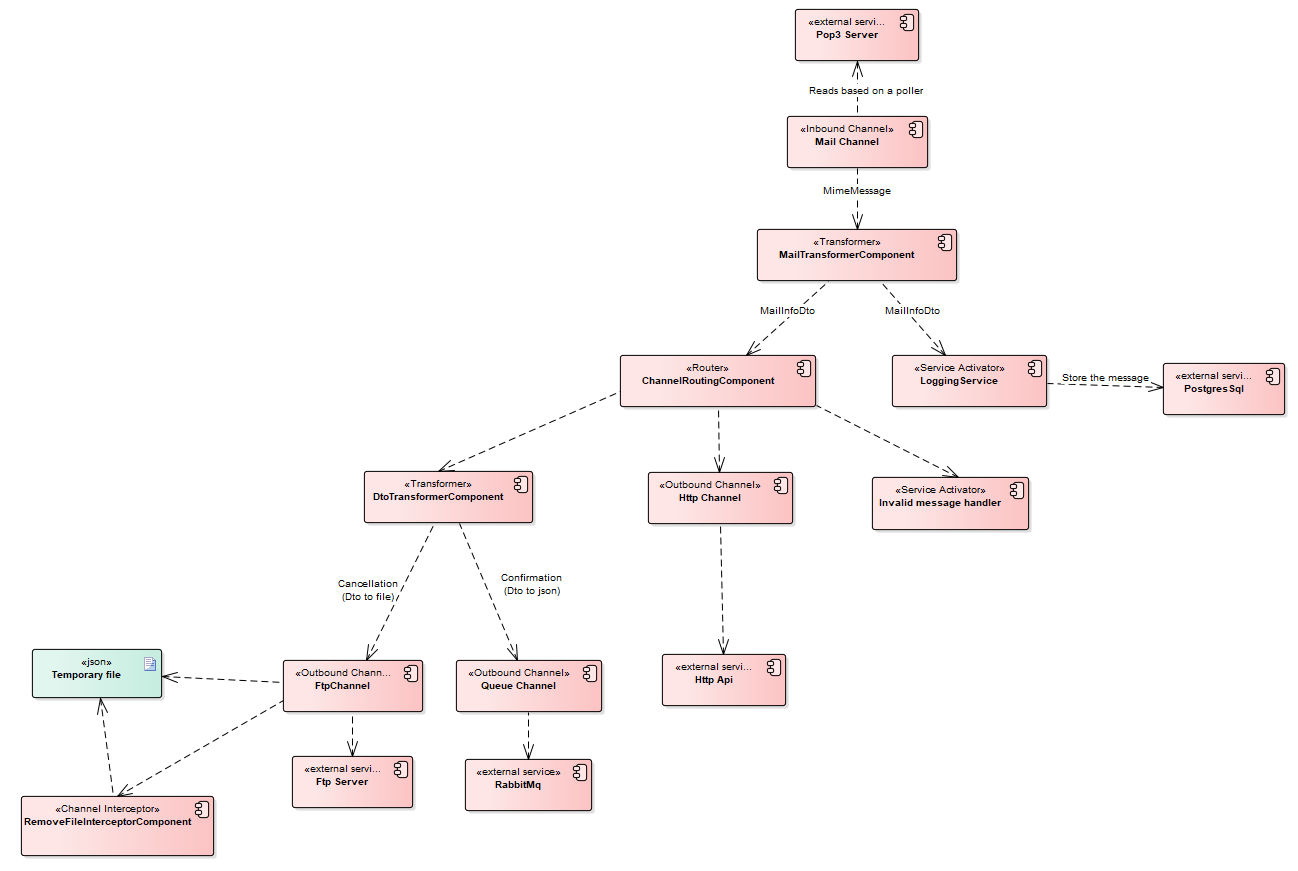 «external servi...
Pop3 Server
Reads based on a poller
«Inbound Channel»
Mail Channel
MimeMessage
«Transformer»
MailTransformerComponent
MailInfoDto
MailInfoDto
«Router»
ChannelRoutingComponent
«Service Activator»
LoggingService
Store the message
«external servi...
PostgresSql
«Transformer»
DtoTransformerComponent
«Outbound Channel»
Http Channel
«Service Activator»
Invalid message handler
Cancellation
(Dto to file)
Confirmation
(Dto to json)
«json»
Temporary file
«Outbound Chann...
FtpChannel
«Outbound Channel»
Queue Channel
«external servi...
Http Api
«external servi...
Ftp Server
«external service»
RabbitMq
«Channel Interceptor»
RemoveFileInterceptorComponent